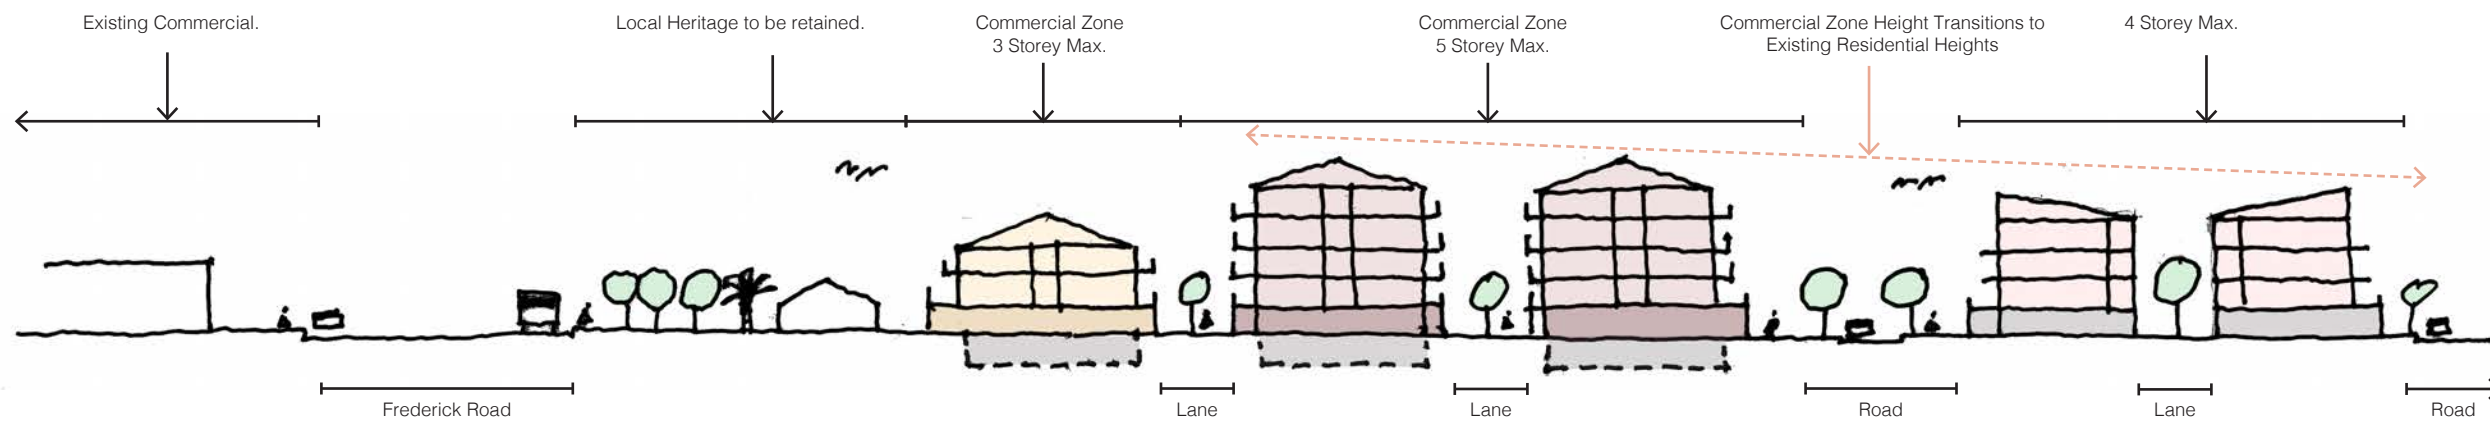 Existing Commercial.
Local Heritage to be retained.
Commercial Zone
3 Storey Max.
Commercial Zone
5 Storey Max.
Commercial Zone Height Transitions to
Existing Residential Heights
4 Storey Max.
Frederick Road
Lane
Lane
Road
Lane
Road